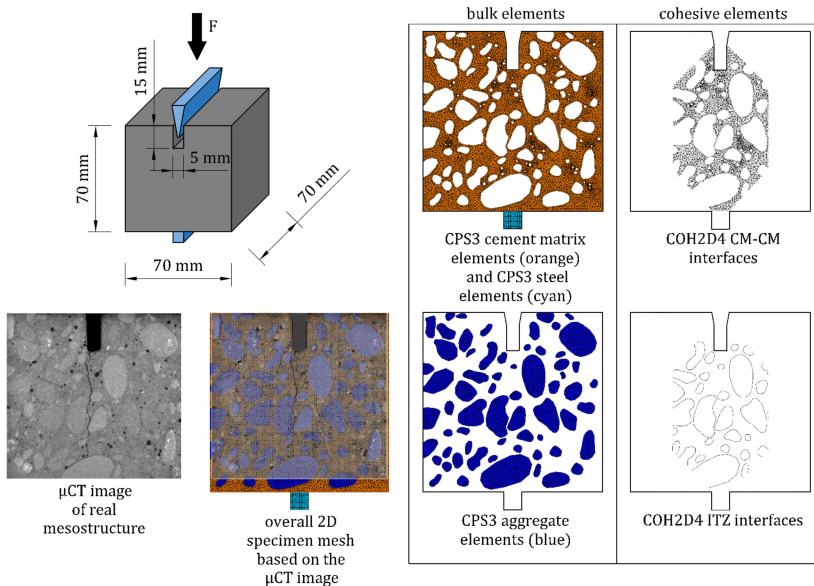 F
15 mm
5 mm
70 mm
70 mm
70 mm
μCT image
of real
mesostructure
overall 2D
specimen mesh
based on the
μCT image
bulk elements
cohesive elements
CPS3 cement matrix
elements (orange)
and CPS3 steel
elements (cyan)
COH2D4 CM-CM
interfaces
CPS3 aggregate
elements (blue)
COH2D4 ITZ interfaces